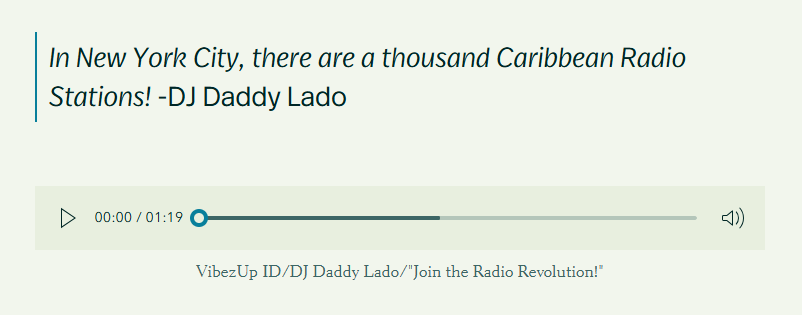 In New York City, there are a thousand Caribbean Radio
Stations! -DJ Daddy Lado
00:00 / 01:19
VibezUp ID/DJ Daddy Lado/"Join the Radio Revolution!"